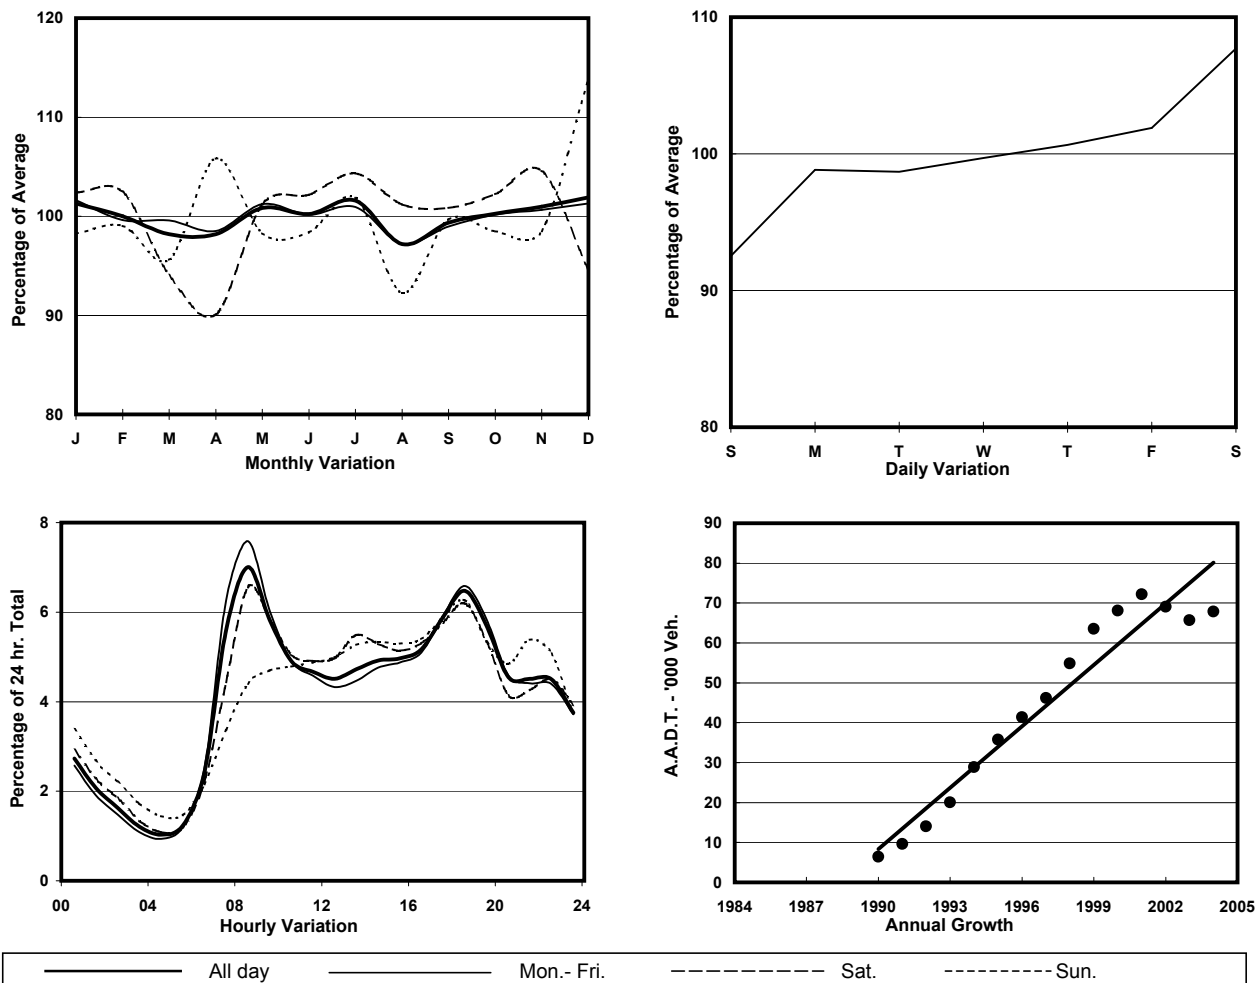 120
110
100
90
80
Percentage of Average
J F M A M J J A S O N D
Monthly Variation
110
100
90
80
Percentage of Average
S M T W T F S
Daily Variation
8
6
4
2
0
Percentage of 24 hr. Total
00 04 08 12 16 20 24
Hourly Variation
90
80
70
60
50
40
30
20
10
0
A.A.D.T. - '000 Veh.
1984 1987 1990 1993 1996 1999 2002 2005
Annual Growth
All day Mon.- Fri. Sat. Sun.